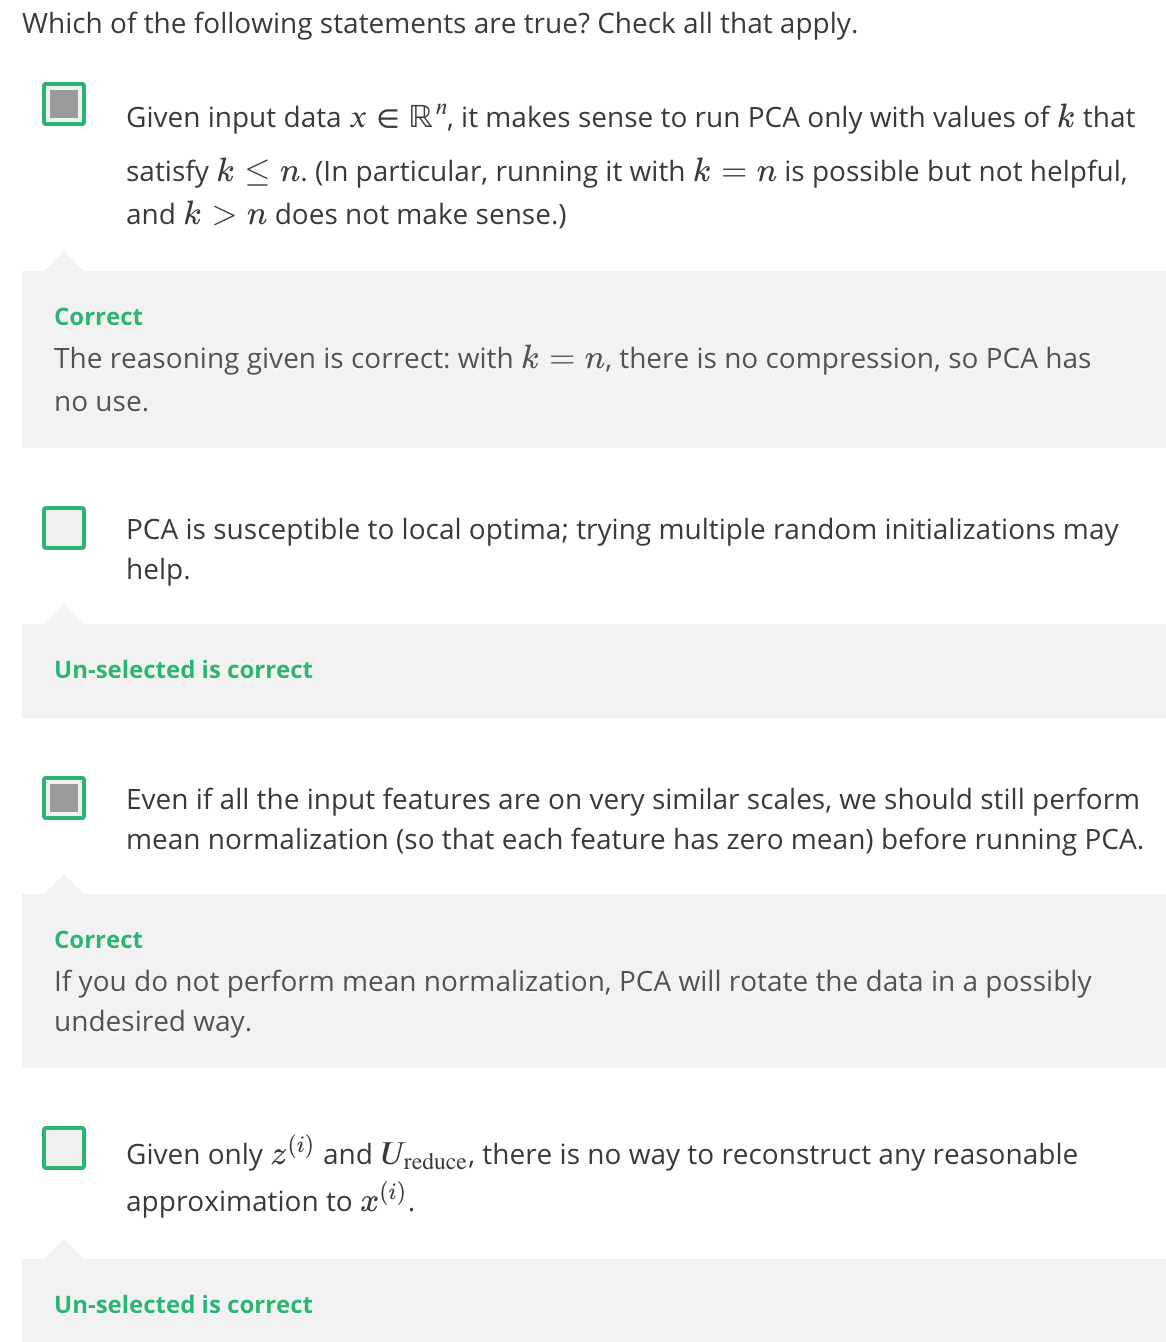 Which of the following statements are true? Check all that apply.
Given input data x ∈ ℝⁿ, it makes sense to run PCA only with values of k that
satisfy k ≤ n. (In particular, running it with k = n is possible but not helpful,
and k > n does not make sense.)
Correct
The reasoning given is correct: with k = n, there is no compression, so PCA has
no use.
PCA is susceptible to local optima; trying multiple random initializations may
help.
Un-selected is correct
Even if all the input features are on very similar scales, we should still perform
mean normalization (so that each feature has zero mean) before running PCA.
Correct
If you do not perform mean normalization, PCA will rotate the data in a possibly
undesired way.
Given only z⁽ⁱ⁾ and U_reduce, there is no way to reconstruct any reasonable
approximation to x⁽ⁱ⁾.
Un-selected is correct